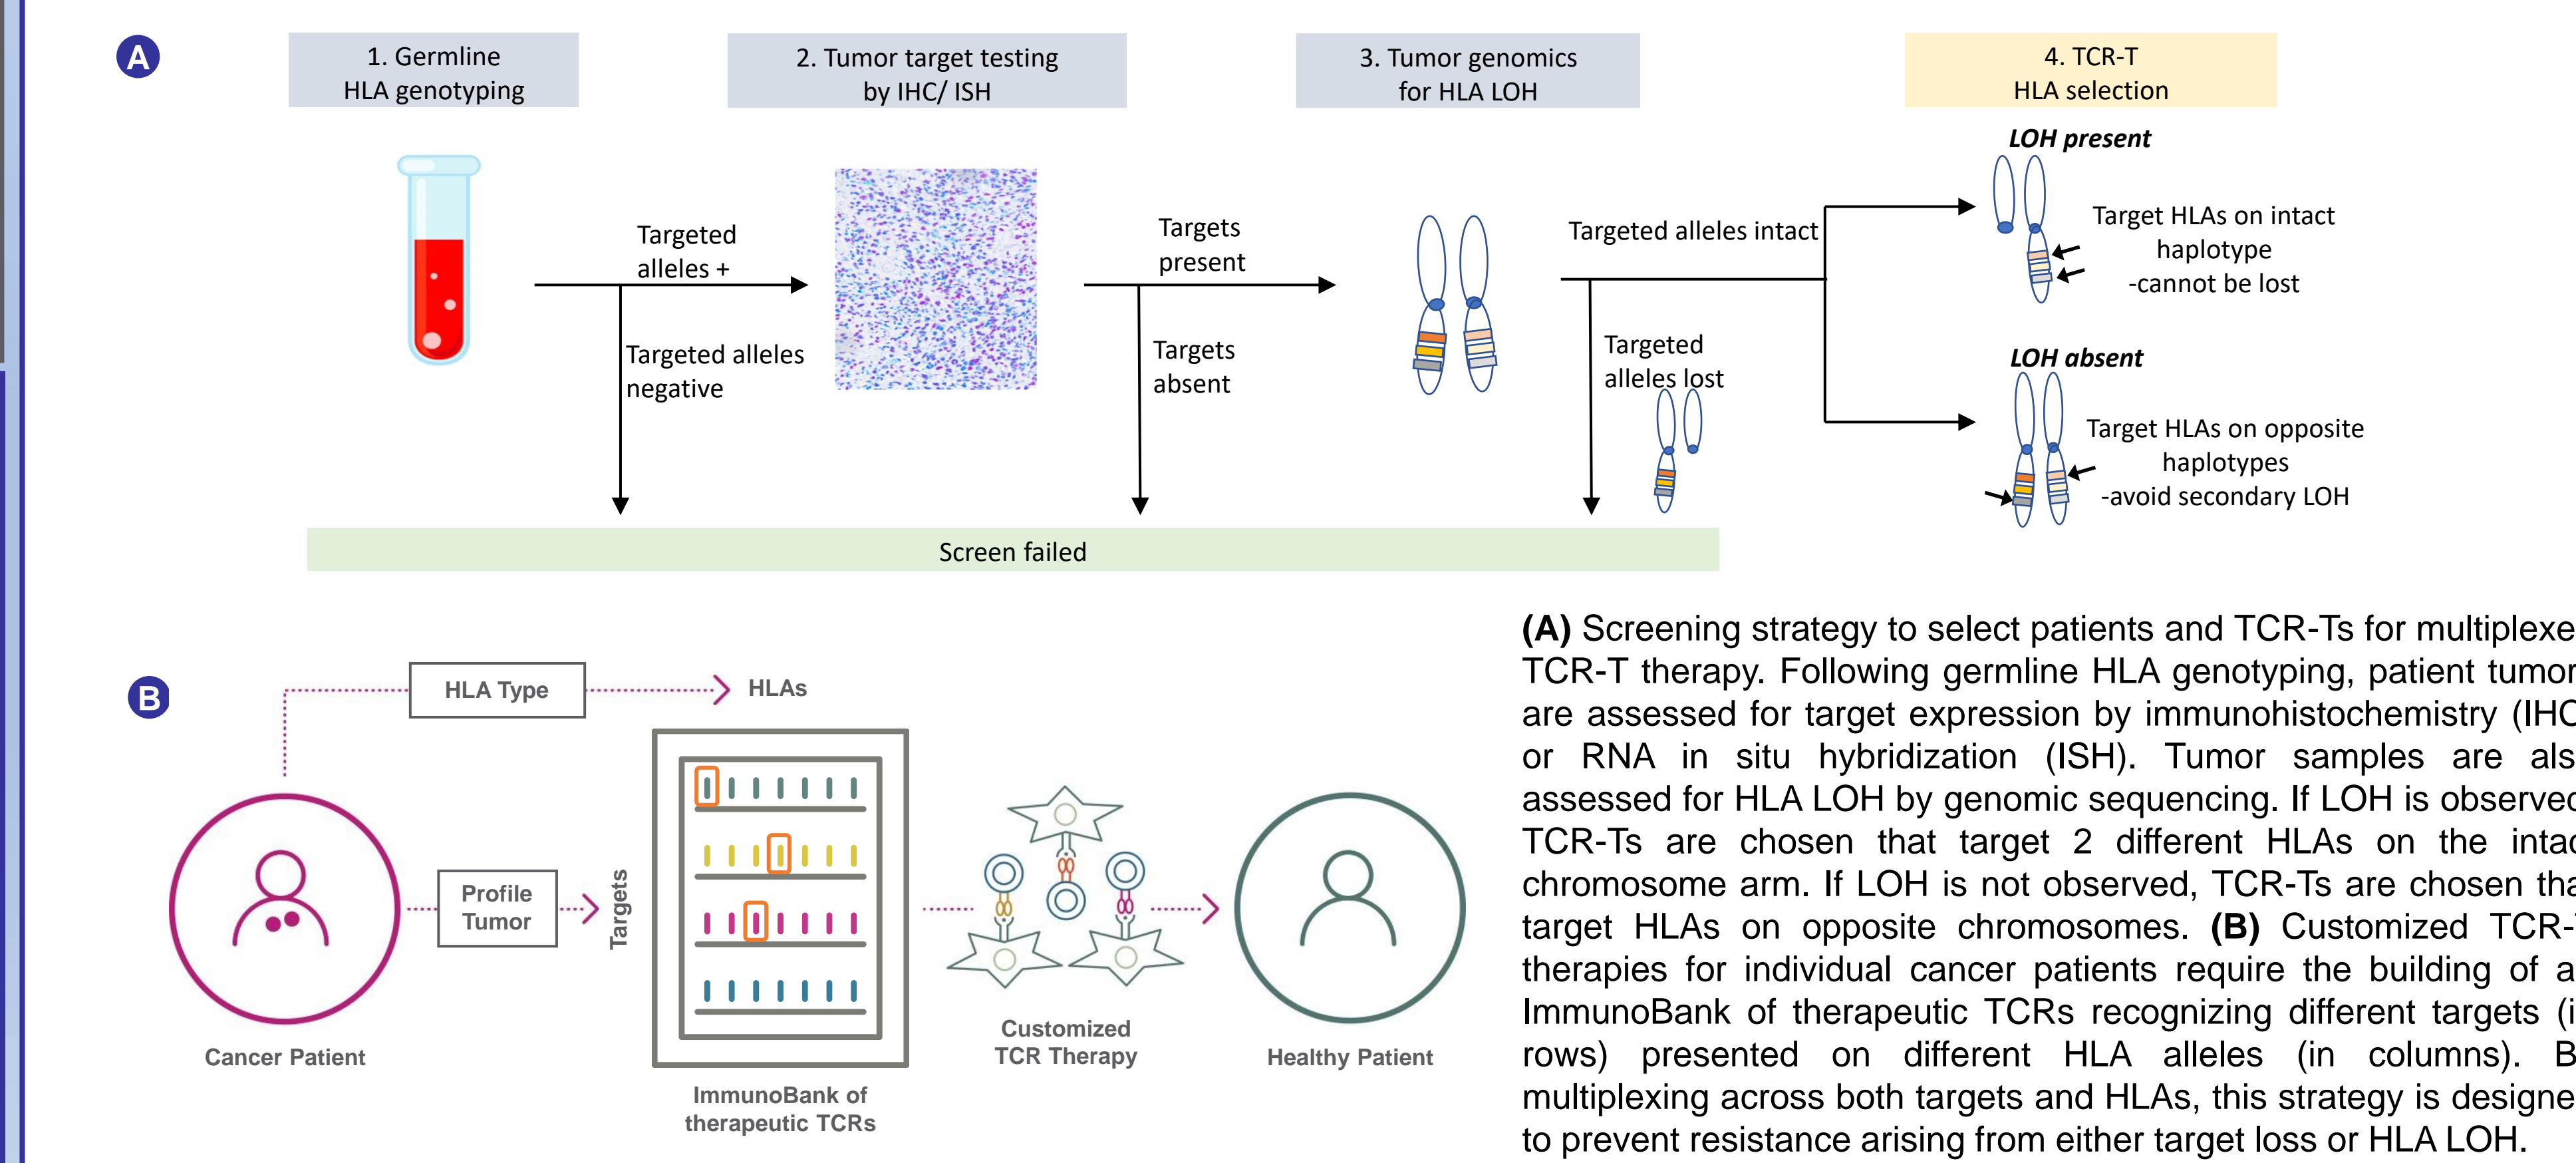 A
1. Germline
HLA genotyping
2. Tumor target testing
by IHC/ ISH
3. Tumor genomics
for HLA LOH
4. TCR-T
HLA selection
Targeted
alleles +
Targeted alleles
negative
Targets
present
Targets
absent
Targeted alleles intact
Targeted
alleles lost
LOH present
Target HLAs on intact
haplotype
-cannot be lost
LOH absent
Target HLAs on opposite
haplotypes
-avoid secondary LOH
Screen failed
B
HLA Type
HLAs
Profile
Tumor
Targets
Cancer Patient
ImmunoBank of
therapeutic TCRs
Customized
TCR Therapy
Healthy Patient
(A) Screening strategy to select patients and TCR-Ts for multiplexe
TCR-T therapy. Following germline HLA genotyping, patient tumor
are assessed for target expression by immunohistochemistry (IHC
or RNA in situ hybridization (ISH). Tumor samples are als
assessed for HLA LOH by genomic sequencing. If LOH is observed
TCR-Ts are chosen that target 2 different HLAs on the intac
chromosome arm. If LOH is not observed, TCR-Ts are chosen tha
target HLAs on opposite chromosomes. (B) Customized TCR-T
therapies for individual cancer patients require the building of a
ImmunoBank of therapeutic TCRs recognizing different targets (i
rows) presented on different HLA alleles (in columns). B
multiplexing across both targets and HLAs, this strategy is designe
to prevent resistance arising from either target loss or HLA LOH.